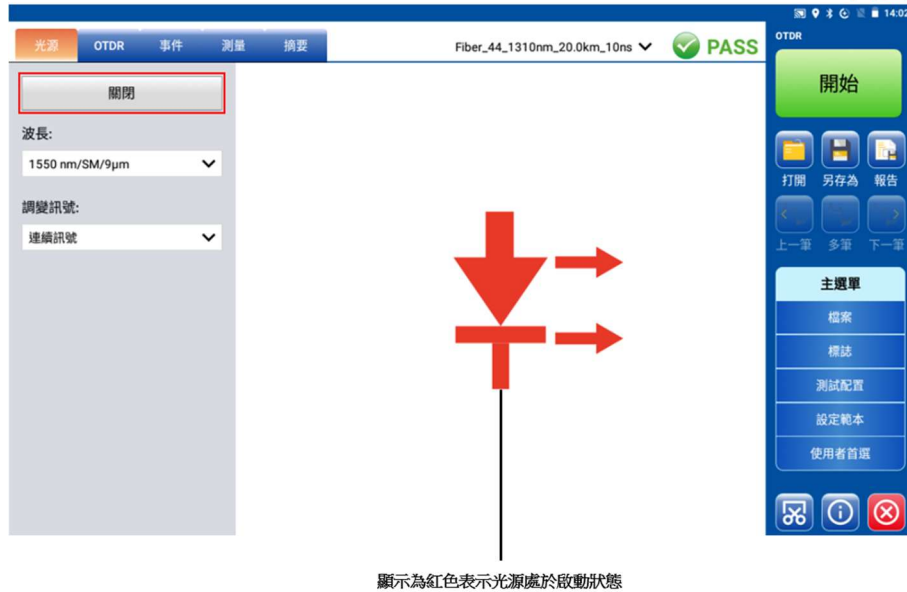 14:02
光源 OTDR 事件 測量 摘要 Fiber_44_1310nm_20.0km_10ns PASS OTDR
關閉
開始
波長:
1550 nm/SM/9μm
打開 另存為 報告
調變訊號:
連續訊號
上一筆 多筆 下一筆
主選單
檔案
標誌
測試配置
設定範本
使用者首選
顯示為紅色表示光源處於啟動狀態